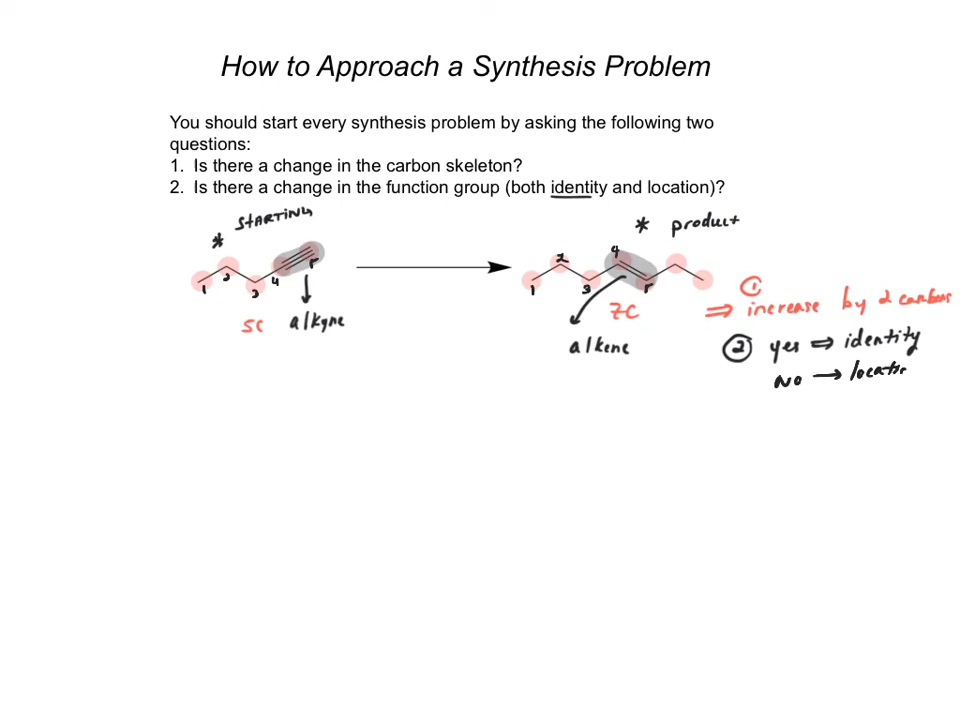 How to Approach a Synthesis Problem
You should start every synthesis problem by asking the following two
questions:
1. Is there a change in the carbon skeleton?
2. Is there a change in the function group (both identity and location)?
* STARTING
* product
1 2 3 4 5
1 2 3 4 5
5C alkyne
7C
alkene
① ⇒ increase by 2 carbons
② yes ⇒ identity
No → location